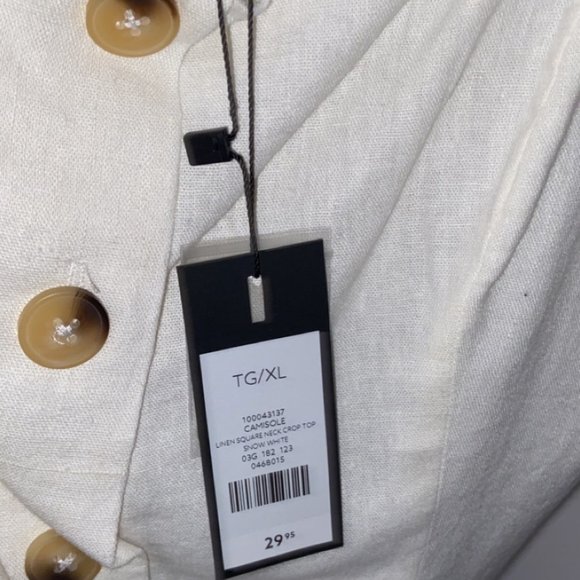 TG/XL
100043137
CAMISOLE
LINEN SQUARE NECK CROP TOP
SNOW WHITE
03G 182 123
0468015
29 95